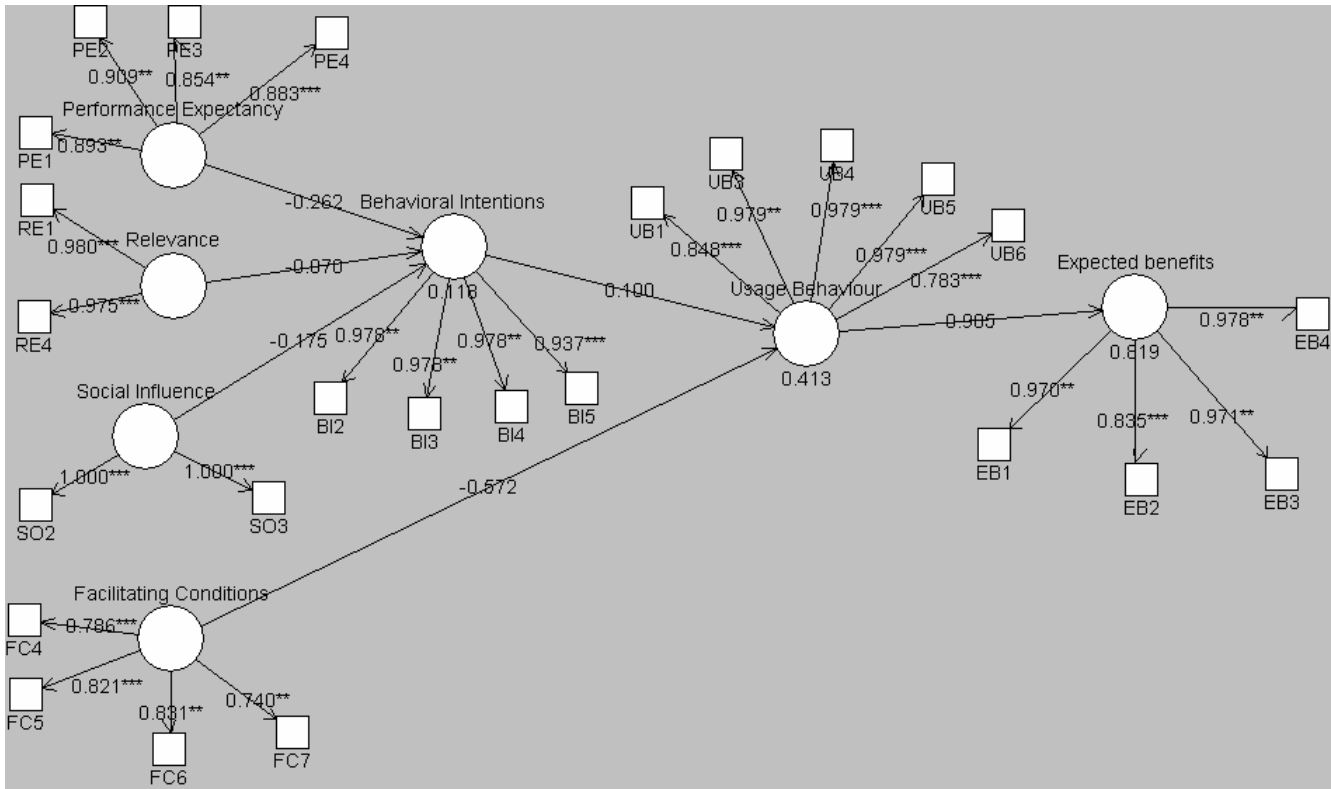 PE2
PE3
PE4
0.909**
0.854**
0.883***
Performance Expectancy
PE1
0.893**
-0.262
RE1
0.980***
Relevance
-0.070
0.975***
RE4
Behavioral Intentions
0.118
0.100
-0.175
0.978**
0.978**
0.978**
0.937***
BI2
BI3
BI4
BI5
Social Influence
1.000***
1.000***
SO2
SO3
-0.572
Facilitating Conditions
0.786***
FC4
0.821***
FC5
0.831**
FC6
0.740**
FC7
UB1
UB3
UB4
UB5
UB6
0.848***
0.979**
0.979***
0.979***
0.783***
Usage Behaviour
0.413
0.905
Expected benefits
0.819
0.978**
EB4
0.970**
EB1
0.835***
EB2
0.971**
EB3